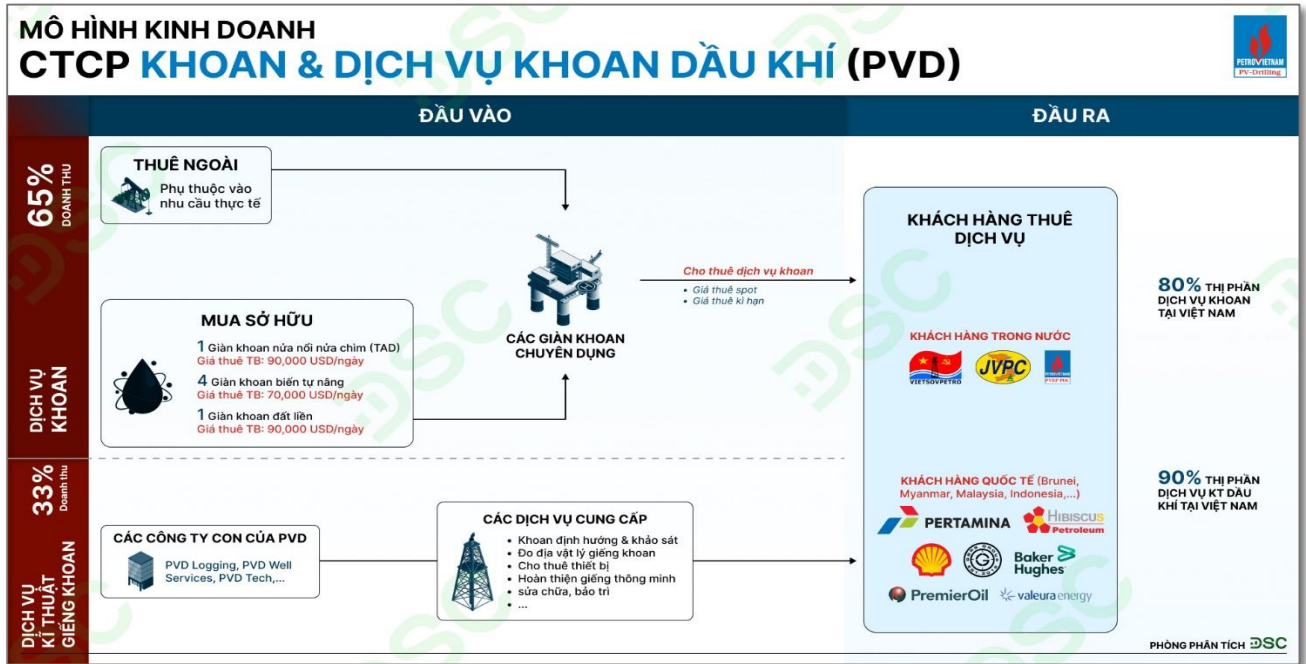 MÔ HÌNH KINH DOANH
CTCP KHOAN & DỊCH VỤ KHOAN DẦU KHÍ (PVD)
PETROVIETNAM
PV-Drilling
ĐẦU VÀO
ĐẦU RA
65%
DOANH THU
DỊCH VỤ
KHOAN
THUÊ NGOÀI
Phụ thuộc vào
nhu cầu thực tế
MUA SỞ HỮU
1 Giàn khoan nửa nổi nửa chìm (TAD)
Giá thuê TB: 90,000 USD/ngày
4 Giàn khoan biển tự nâng
Giá thuê TB: 70,000 USD/ngày
1 Giàn khoan đất liền
Giá thuê TB: 90,000 USD/ngày
CÁC GIÀN KHOAN
CHUYÊN DỤNG
Cho thuê dịch vụ khoan
• Giá thuê spot
• Giá thuê kì hạn
KHÁCH HÀNG THUÊ
DỊCH VỤ
KHÁCH HÀNG TRONG NƯỚC
VIETSOVPETRO
JVPC
PVEP POC
80% THỊ PHẦN
DỊCH VỤ KHOAN
TẠI VIỆT NAM
33%
Doanh thu
DỊCH VỤ
KĨ THUẬT
GIẾNG KHOAN
CÁC CÔNG TY CON CỦA PVD
PVD Logging, PVD Well
Services, PVD Tech,...
CÁC DỊCH VỤ CUNG CẤP
• Khoan định hướng & khảo sát
• Đo địa vật lý giếng khoan
• Cho thuê thiết bị
• Hoàn thiện giếng thông minh
• sửa chữa, bảo trì
• ...
KHÁCH HÀNG QUỐC TẾ (Brunei,
Myanmar, Malaysia, Indonesia,...)
PERTAMINA
HIBISCUS
Petroleum
Baker
Hughes
PremierOil
valeura energy
90% THỊ PHẦN
DỊCH VỤ KT DẦU
KHÍ TẠI VIỆT NAM
PHÒNG PHÂN TÍCH DSC